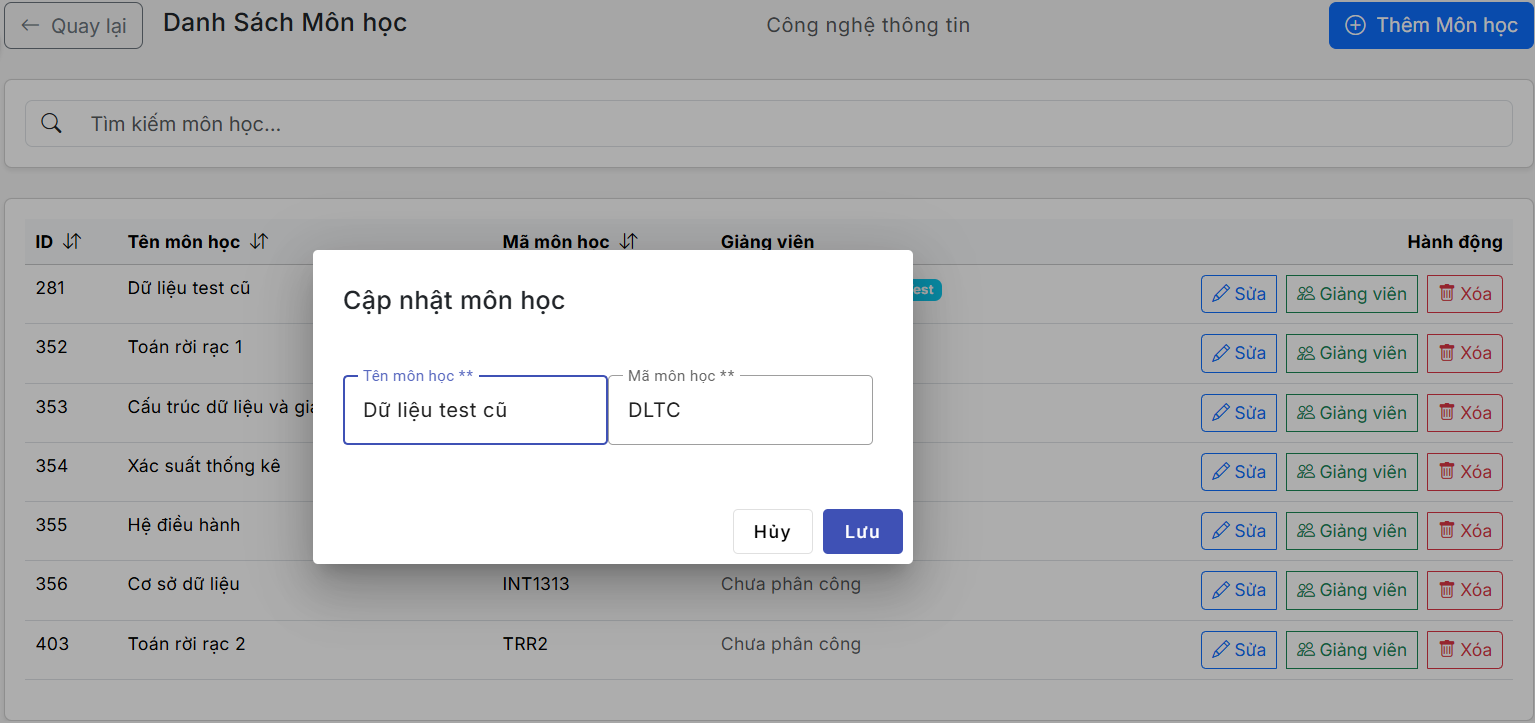 Quay lại Danh Sách Môn học Công nghệ thông tin Thêm Môn học
Tìm kiếm môn học...
ID Tên môn học Mã môn học Giảng viên Hành động
281 Dữ liệu test cũ Sửa Giảng viên Xóa
352 Toán rời rạc 1 Sửa Giảng viên Xóa
353 Cấu trúc dữ liệu và Sửa Giảng viên Xóa
354 Xác suất thống kê Sửa Giảng viên Xóa
355 Hệ điều hành Sửa Giảng viên Xóa
356 Cơ sở dữ liệu INT1313 Chưa phân công Sửa Giảng viên Xóa
403 Toán rời rạc 2 TRR2 Chưa phân công Sửa Giảng viên Xóa
Cập nhật môn học
Tên môn học ** Mã môn học **
Dữ liệu test cũ DLTC
Hủy Lưu